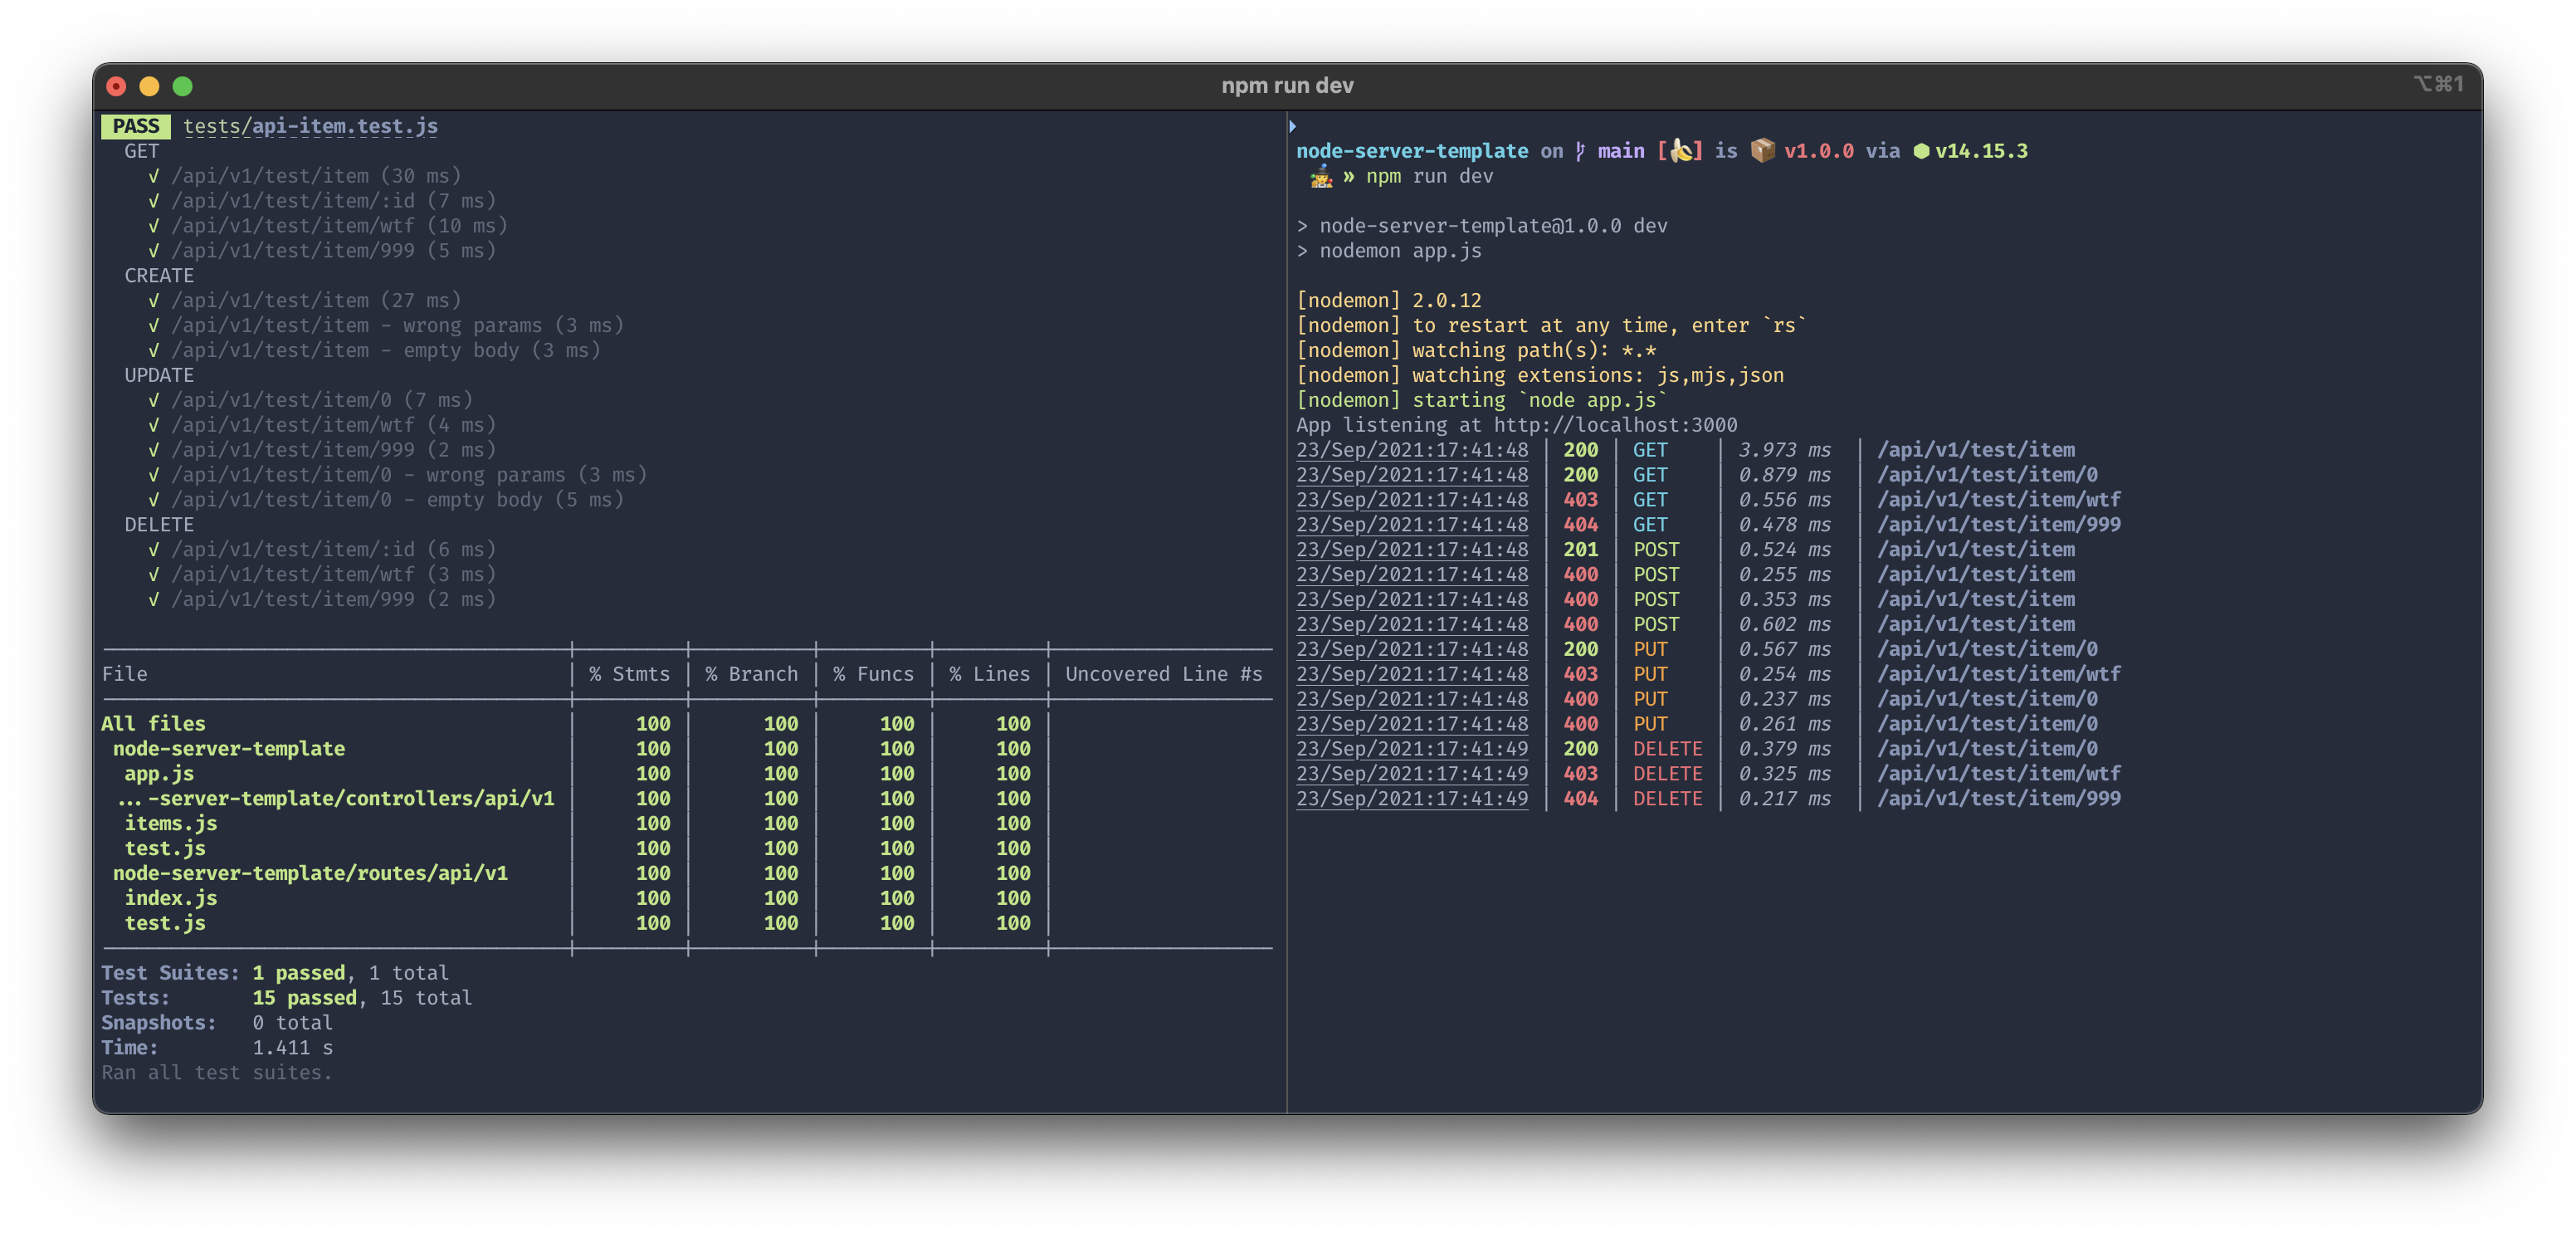 npm run dev
⌥⌘1
PASS tests/api-item.test.js
GET
√ /api/v1/test/item (30 ms)
√ /api/v1/test/item/:id (7 ms)
√ /api/v1/test/item/wtf (10 ms)
√ /api/v1/test/item/999 (5 ms)
CREATE
√ /api/v1/test/item (27 ms)
√ /api/v1/test/item - wrong params (3 ms)
√ /api/v1/test/item - empty body (3 ms)
UPDATE
√ /api/v1/test/item/0 (7 ms)
√ /api/v1/test/item/wtf (4 ms)
√ /api/v1/test/item/999 (2 ms)
√ /api/v1/test/item/0 - wrong params (3 ms)
√ /api/v1/test/item/0 - empty body (5 ms)
DELETE
√ /api/v1/test/item/:id (6 ms)
√ /api/v1/test/item/wtf (3 ms)
√ /api/v1/test/item/999 (2 ms)
File | % Stmts | % Branch | % Funcs | % Lines | Uncovered Line #s
All files | 100 | 100 | 100 | 100 |
node-server-template | 100 | 100 | 100 | 100 |
app.js | 100 | 100 | 100 | 100 |
...-server-template/controllers/api/v1 | 100 | 100 | 100 | 100 |
items.js | 100 | 100 | 100 | 100 |
test.js | 100 | 100 | 100 | 100 |
node-server-template/routes/api/v1 | 100 | 100 | 100 | 100 |
index.js | 100 | 100 | 100 | 100 |
test.js | 100 | 100 | 100 | 100 |
Test Suites: 1 passed, 1 total
Tests: 15 passed, 15 total
Snapshots: 0 total
Time: 1.411 s
Ran all test suites.
node-server-template on main [🍌] is 📦 v1.0.0 via ⬢ v14.15.3
» npm run dev
> node-server-template@1.0.0 dev
> nodemon app.js
[nodemon] 2.0.12
[nodemon] to restart at any time, enter `rs`
[nodemon] watching path(s): *.*
[nodemon] watching extensions: js,mjs,json
[nodemon] starting `node app.js`
App listening at http://localhost:3000
23/Sep/2021:17:41:48 | 200 | GET | 3.973 ms | /api/v1/test/item
23/Sep/2021:17:41:48 | 200 | GET | 0.879 ms | /api/v1/test/item/0
23/Sep/2021:17:41:48 | 403 | GET | 0.556 ms | /api/v1/test/item/wtf
23/Sep/2021:17:41:48 | 404 | GET | 0.478 ms | /api/v1/test/item/999
23/Sep/2021:17:41:48 | 201 | POST | 0.524 ms | /api/v1/test/item
23/Sep/2021:17:41:48 | 400 | POST | 0.255 ms | /api/v1/test/item
23/Sep/2021:17:41:48 | 400 | POST | 0.353 ms | /api/v1/test/item
23/Sep/2021:17:41:48 | 400 | POST | 0.602 ms | /api/v1/test/item
23/Sep/2021:17:41:48 | 200 | PUT | 0.567 ms | /api/v1/test/item/0
23/Sep/2021:17:41:48 | 403 | PUT | 0.254 ms | /api/v1/test/item/wtf
23/Sep/2021:17:41:48 | 400 | PUT | 0.237 ms | /api/v1/test/item/0
23/Sep/2021:17:41:48 | 400 | PUT | 0.261 ms | /api/v1/test/item/0
23/Sep/2021:17:41:49 | 200 | DELETE | 0.379 ms | /api/v1/test/item/0
23/Sep/2021:17:41:49 | 403 | DELETE | 0.325 ms | /api/v1/test/item/wtf
23/Sep/2021:17:41:49 | 404 | DELETE | 0.217 ms | /api/v1/test/item/999